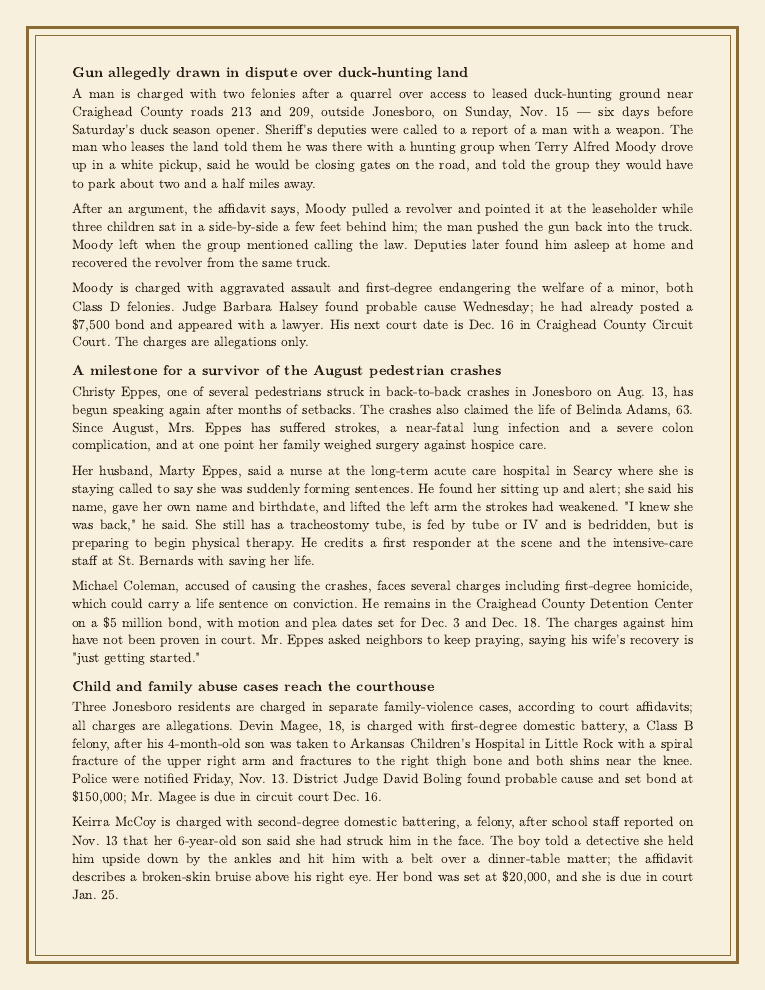 Gun allegedly drawn in dispute over duck-hunting land
A man is charged with two felonies after a quarrel over access to leased duck-hunting ground near
Craighead County roads 213 and 209, outside Jonesboro, on Sunday, Nov. 15 — six days before
Saturday's duck season opener. Sheriff's deputies were called to a report of a man with a weapon. The
man who leases the land told them he was there with a hunting group when Terry Alfred Moody drove
up in a white pickup, said he would be closing gates on the road, and told the group they would have
to park about two and a half miles away.
After an argument, the affidavit says, Moody pulled a revolver and pointed it at the leaseholder while
three children sat in a side-by-side a few feet behind him; the man pushed the gun back into the truck.
Moody left when the group mentioned calling the law. Deputies later found him asleep at home and
recovered the revolver from the same truck.
Moody is charged with aggravated assault and first-degree endangering the welfare of a minor, both
Class D felonies. Judge Barbara Halsey found probable cause Wednesday; he had already posted a
$7,500 bond and appeared with a lawyer. His next court date is Dec. 16 in Craighead County Circuit
Court. The charges are allegations only.
A milestone for a survivor of the August pedestrian crashes
Christy Eppes, one of several pedestrians struck in back-to-back crashes in Jonesboro on Aug. 13, has
begun speaking again after months of setbacks. The crashes also claimed the life of Belinda Adams, 63.
Since August, Mrs. Eppes has suffered strokes, a near-fatal lung infection and a severe colon
complication, and at one point her family weighed surgery against hospice care.
Her husband, Marty Eppes, said a nurse at the long-term acute care hospital in Searcy where she is
staying called to say she was suddenly forming sentences. He found her sitting up and alert; she said his
name, gave her own name and birthdate, and lifted the left arm the strokes had weakened. "I knew she
was back," he said. She still has a tracheostomy tube, is fed by tube or IV and is bedridden, but is
preparing to begin physical therapy. He credits a first responder at the scene and the intensive-care
staff at St. Bernards with saving her life.
Michael Coleman, accused of causing the crashes, faces several charges including first-degree homicide,
which could carry a life sentence on conviction. He remains in the Craighead County Detention Center
on a $5 million bond, with motion and plea dates set for Dec. 3 and Dec. 18. The charges against him
have not been proven in court. Mr. Eppes asked neighbors to keep praying, saying his wife's recovery is
"just getting started."
Child and family abuse cases reach the courthouse
Three Jonesboro residents are charged in separate family-violence cases, according to court affidavits;
all charges are allegations. Devin Magee, 18, is charged with first-degree domestic battery, a Class B
felony, after his 4-month-old son was taken to Arkansas Children's Hospital in Little Rock with a spiral
fracture of the upper right arm and fractures to the right thigh bone and both shins near the knee.
Police were notified Friday, Nov. 13. District Judge David Boling found probable cause and set bond at
$150,000; Mr. Magee is due in circuit court Dec. 16.
Keirra McCoy is charged with second-degree domestic battering, a felony, after school staff reported on
Nov. 13 that her 6-year-old son said she had struck him in the face. The boy told a detective she held
him upside down by the ankles and hit him with a belt over a dinner-table matter; the affidavit
describes a broken-skin bruise above his right eye. Her bond was set at $20,000, and she is due in court
Jan. 25.